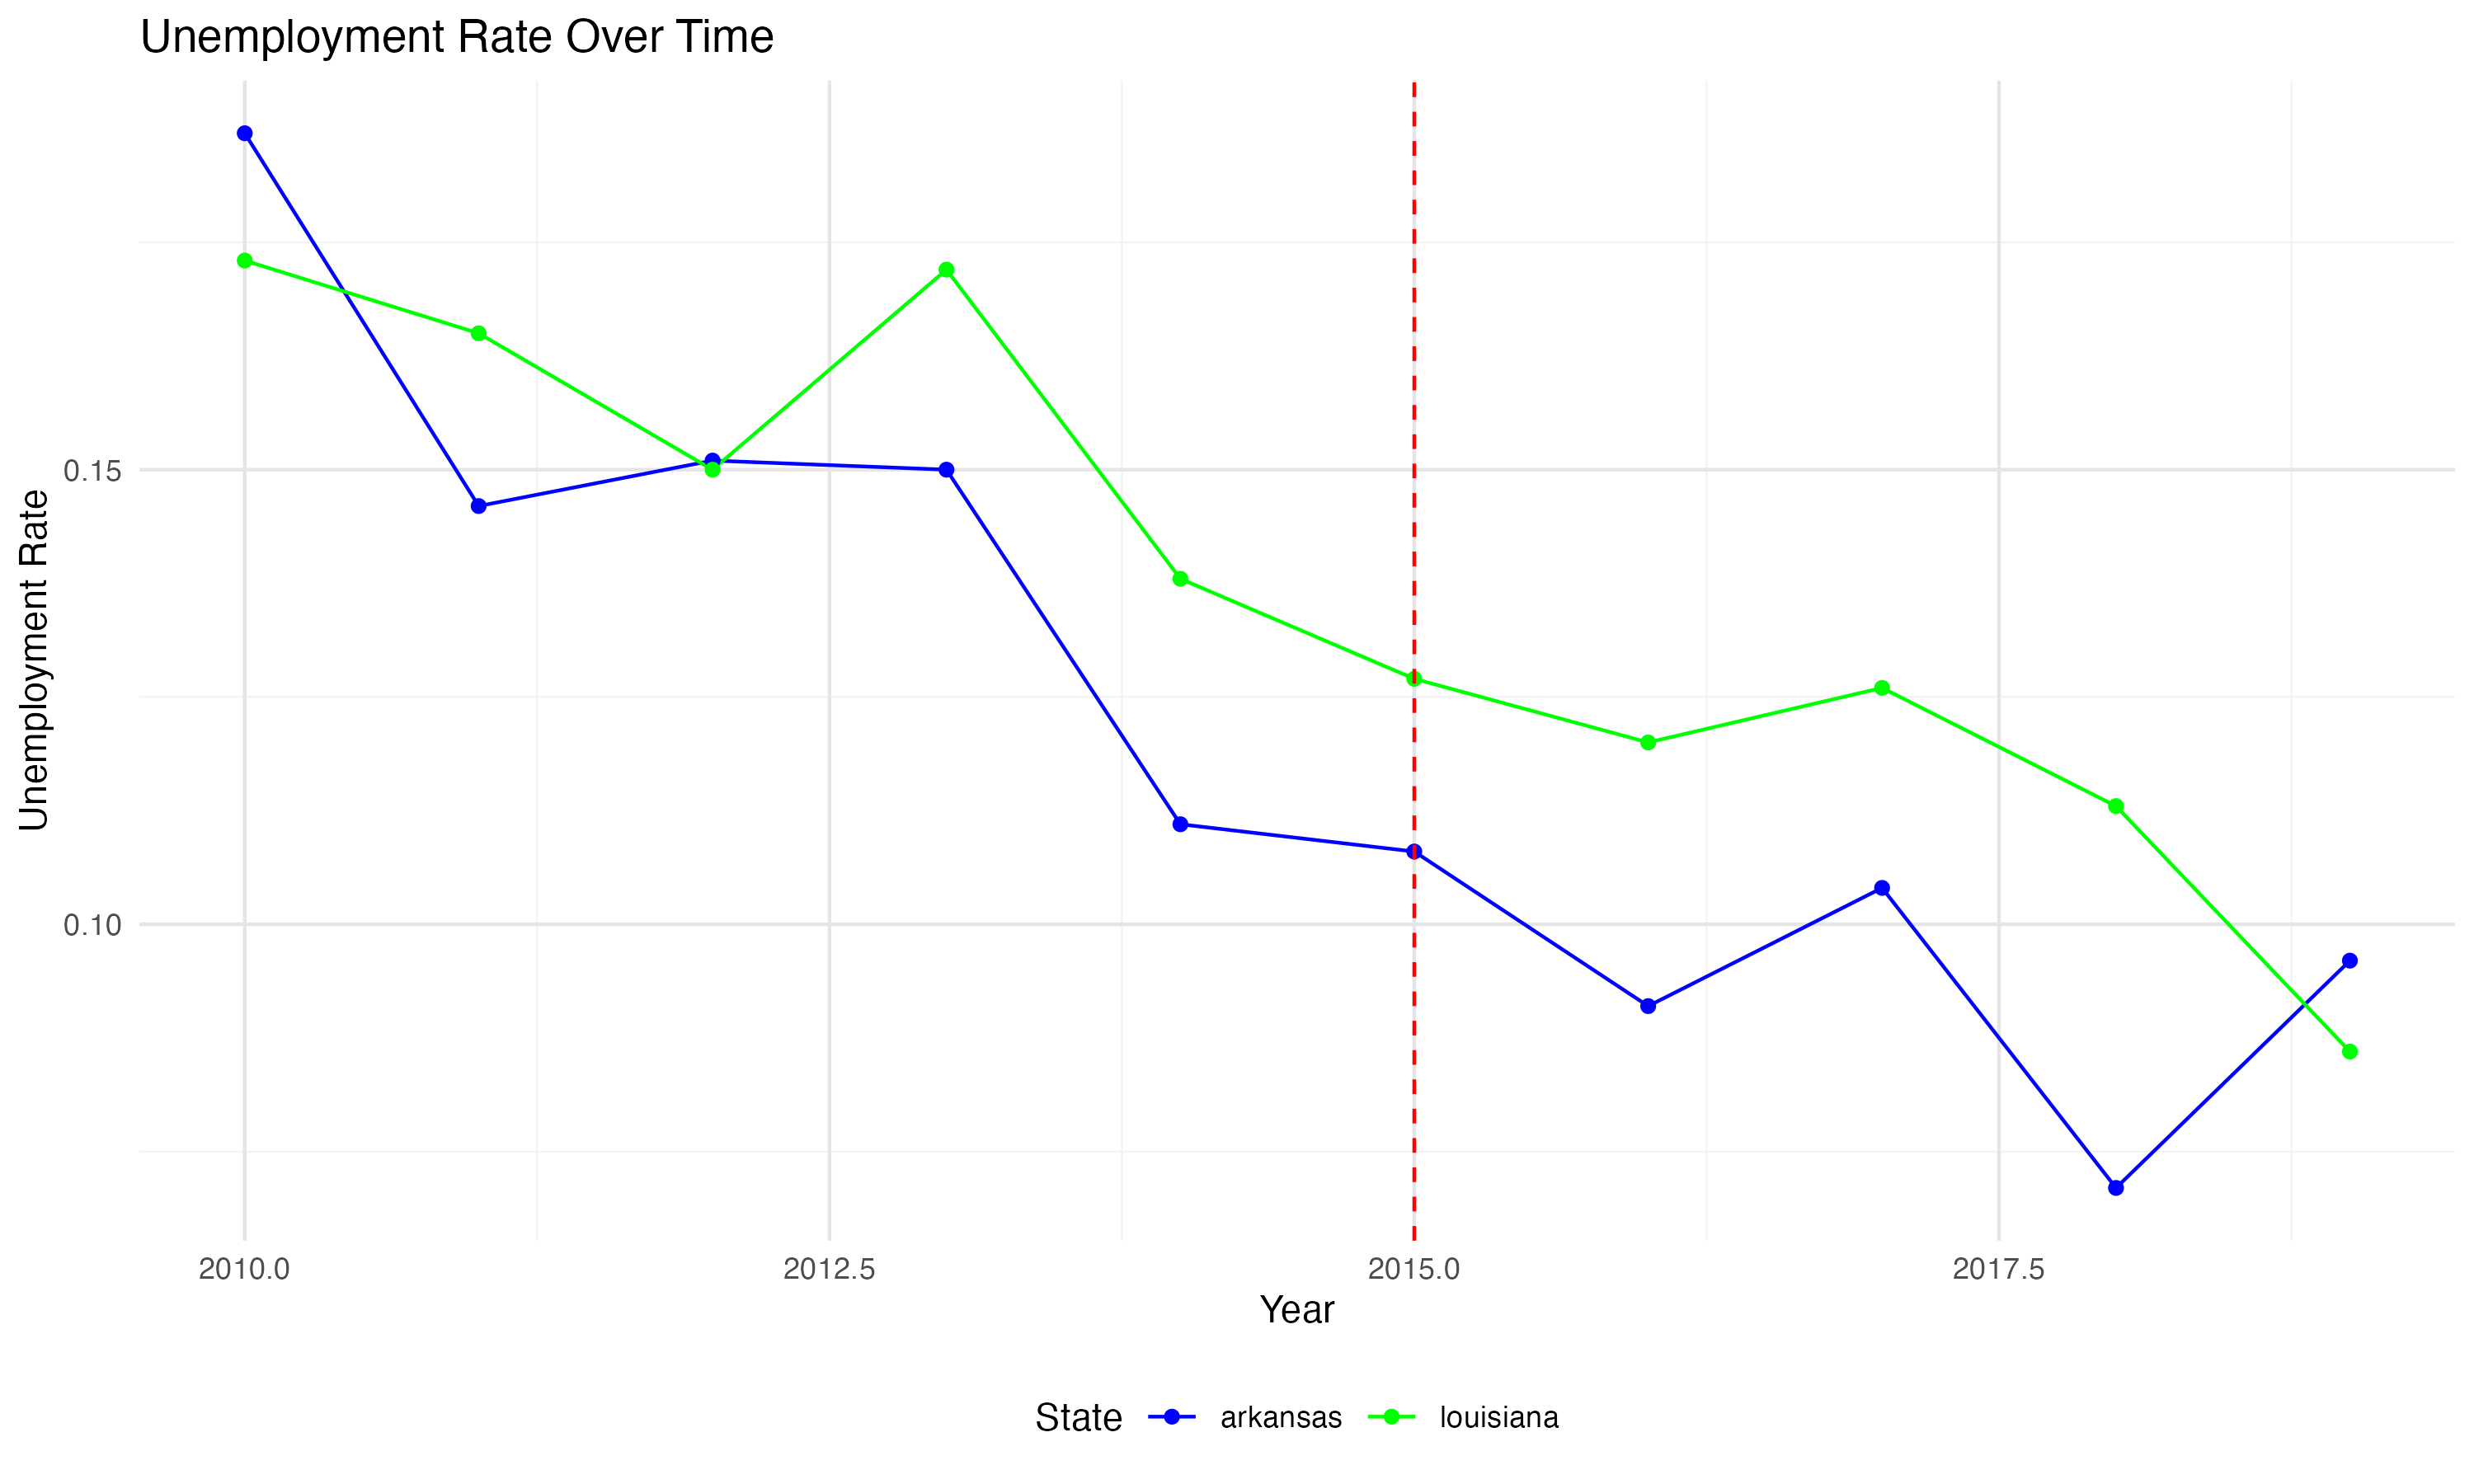 Unemployment Rate Over Time
Unemployment Rate
0.15
0.10
2010.0 2012.5 2015.0 2017.5
Year
State arkansas louisiana